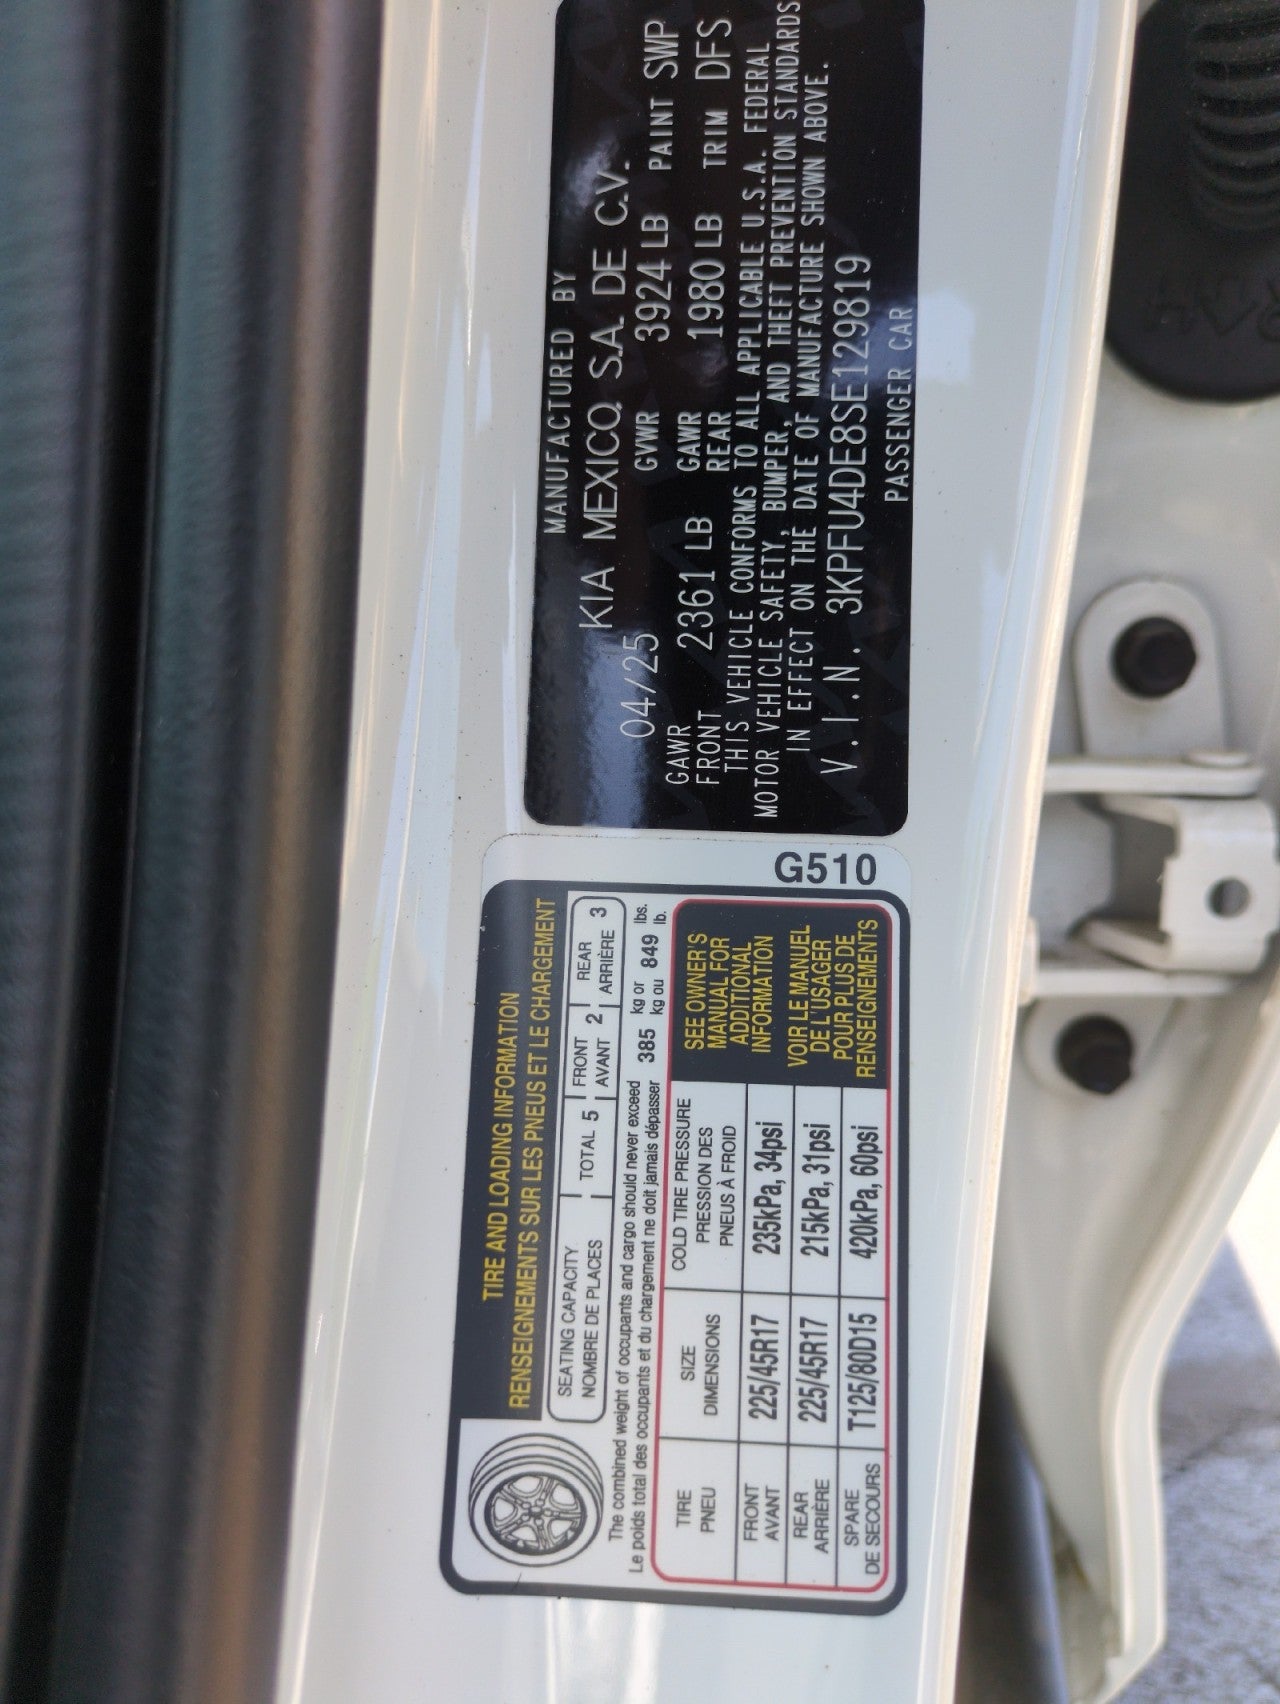 MANUFACTURED BY
KIA MEXICO, S.A. DE C.V.
04/25 GVWR 3924 LB PAINT SWP
GAWR FRONT 2361 LB GAWR REAR 1980 LB TRIM DFS
THIS VEHICLE CONFORMS TO ALL APPLICABLE U.S.A. FEDERAL
MOTOR VEHICLE SAFETY, BUMPER, AND THEFT PREVENTION STANDARDS
IN EFFECT ON THE DATE OF MANUFACTURE SHOWN ABOVE.
V.I.N. 3KPFU4DE8SE129819
PASSENGER CAR
TIRE AND LOADING INFORMATION
RENSEIGNEMENTS SUR LES PNEUS ET LE CHARGEMENT
SEATING CAPACITY
NOMBRE DE PLACES
TOTAL 5
FRONT
AVANT 2
REAR
ARRIÈRE 3
The combined weight of occupants and cargo should never exceed 385 kg or 849 lbs.
Le poids total des occupants et du chargement ne doit jamais dépasser kg ou lb.
TIRE
PNEU
SIZE
DIMENSIONS
COLD TIRE PRESSURE
PRESSION DES
PNEUS À FROID
FRONT
AVANT
225/45R17
235kPa, 34psi
REAR
ARRIÈRE
225/45R17
215kPa, 31psi
SPARE
DE SECOURS
T125/80D15
420kPa, 60psi
SEE OWNER'S
MANUAL FOR
ADDITIONAL
INFORMATION
VOIR LE MANUEL
DE L'USAGER
POUR PLUS DE
RENSEIGNEMENTS
G510